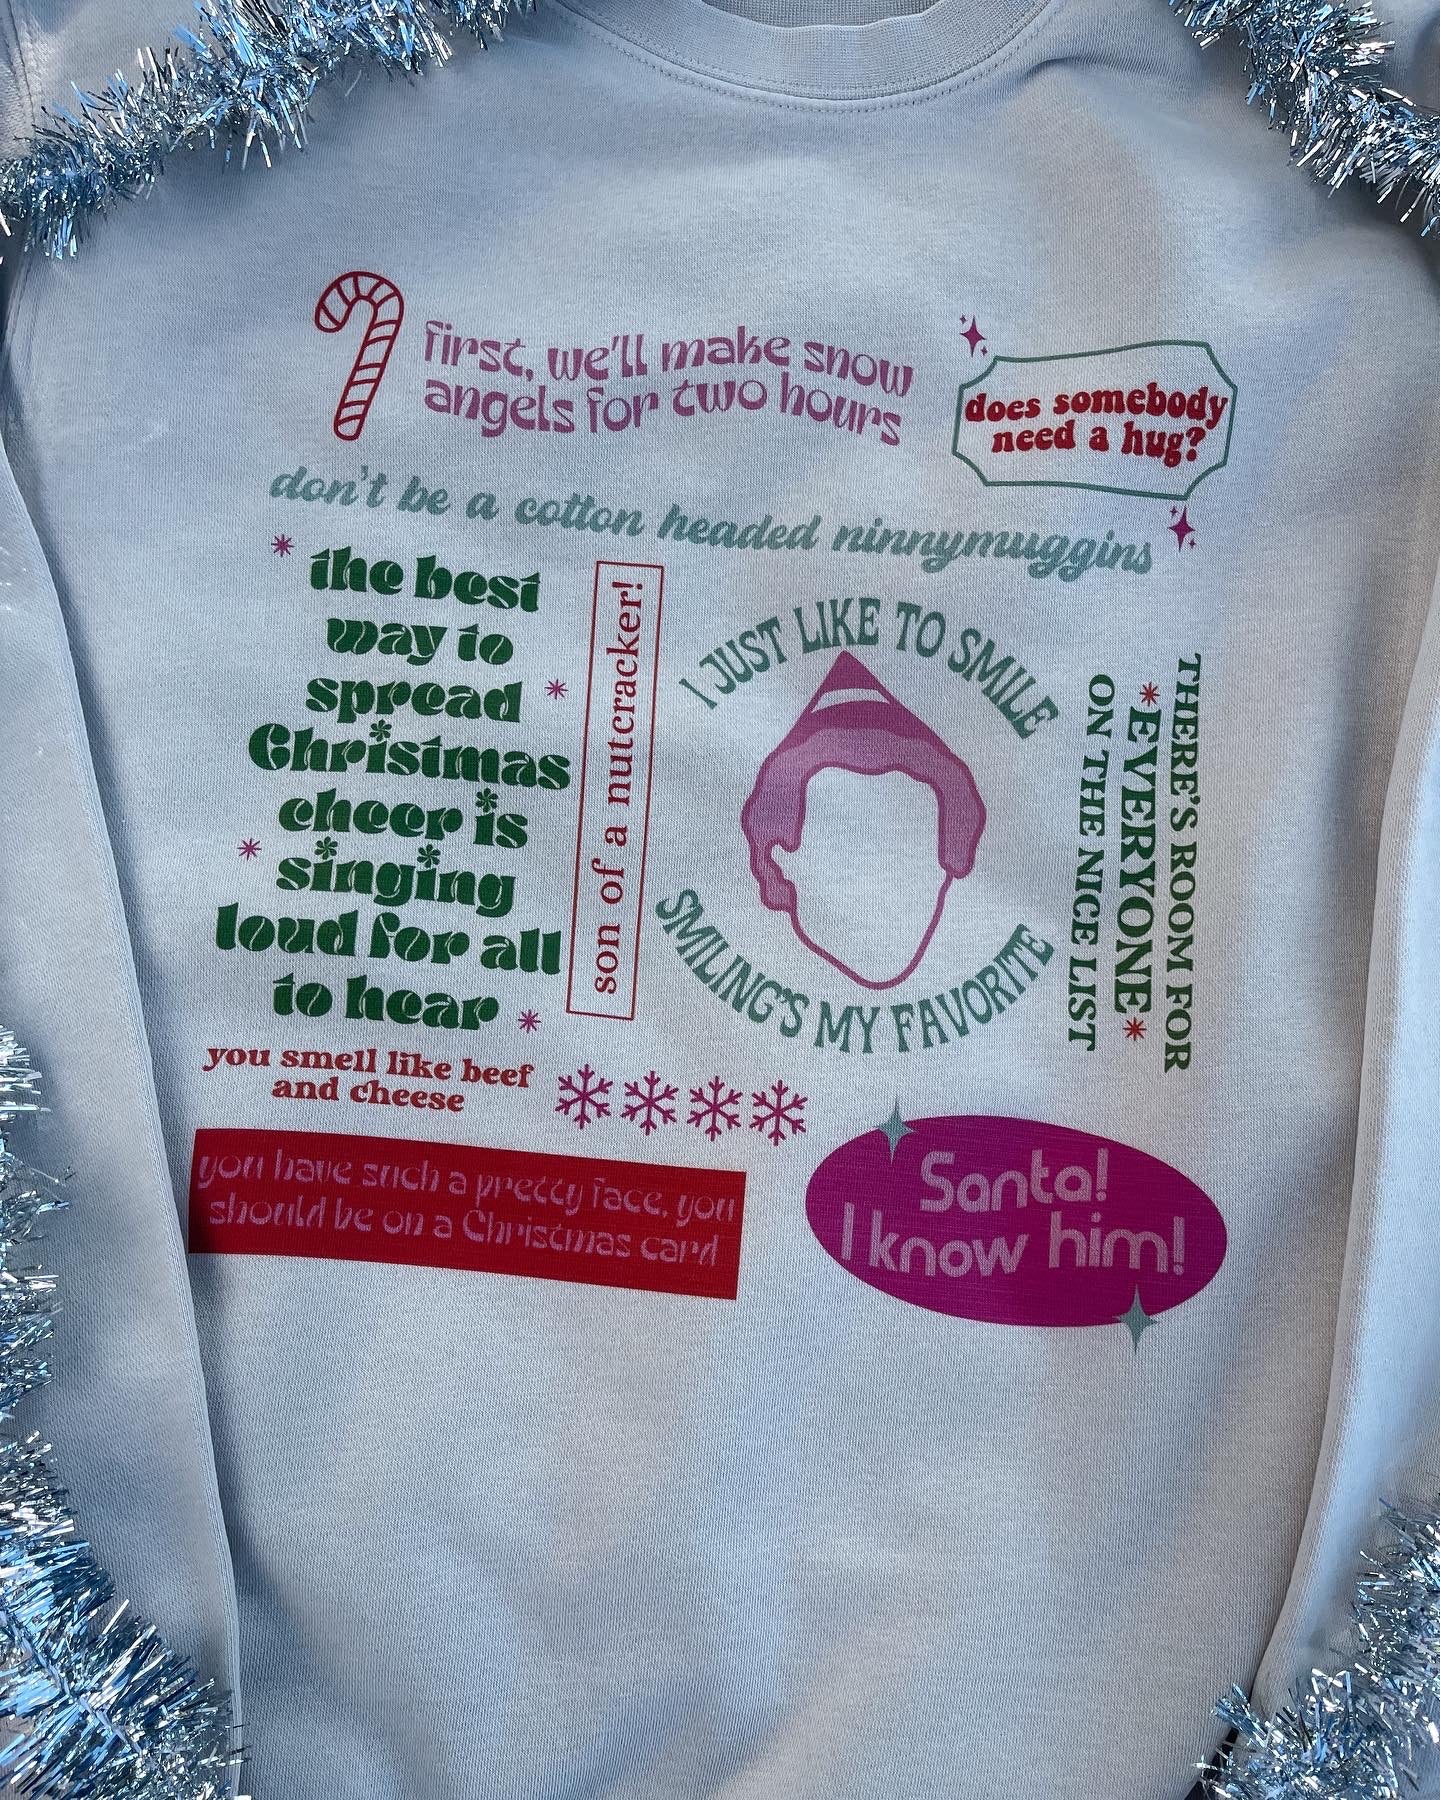 first, we'll make snow
angels for two hours
does somebody
need a hug?
don't be a cotton headed ninnymuggins
the best
way to
spread
Christmas
cheer is
singing
loud for all
to hear
son of a nutcracker!
I JUST LIKE TO SMILE
SMILING'S MY FAVORITE
THERE'S ROOM FOR
*EVERYONE*
ON THE NICE LIST
you smell like beef
and cheese
you have such a pretty face, you
should be on a Christmas card
Santa!
I know him!